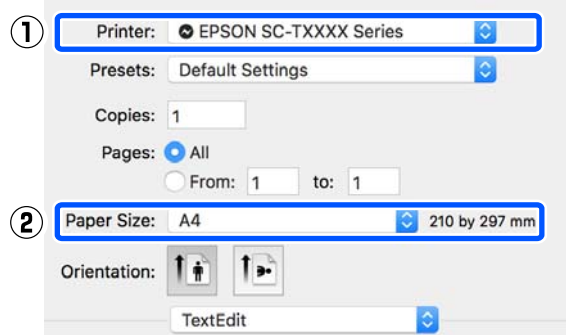 ① Printer: EPSON SC-TXXXX Series
Presets: Default Settings
Copies: 1
Pages: All
From: 1 to: 1
② Paper Size: A4 210 by 297 mm
Orientation:
TextEdit